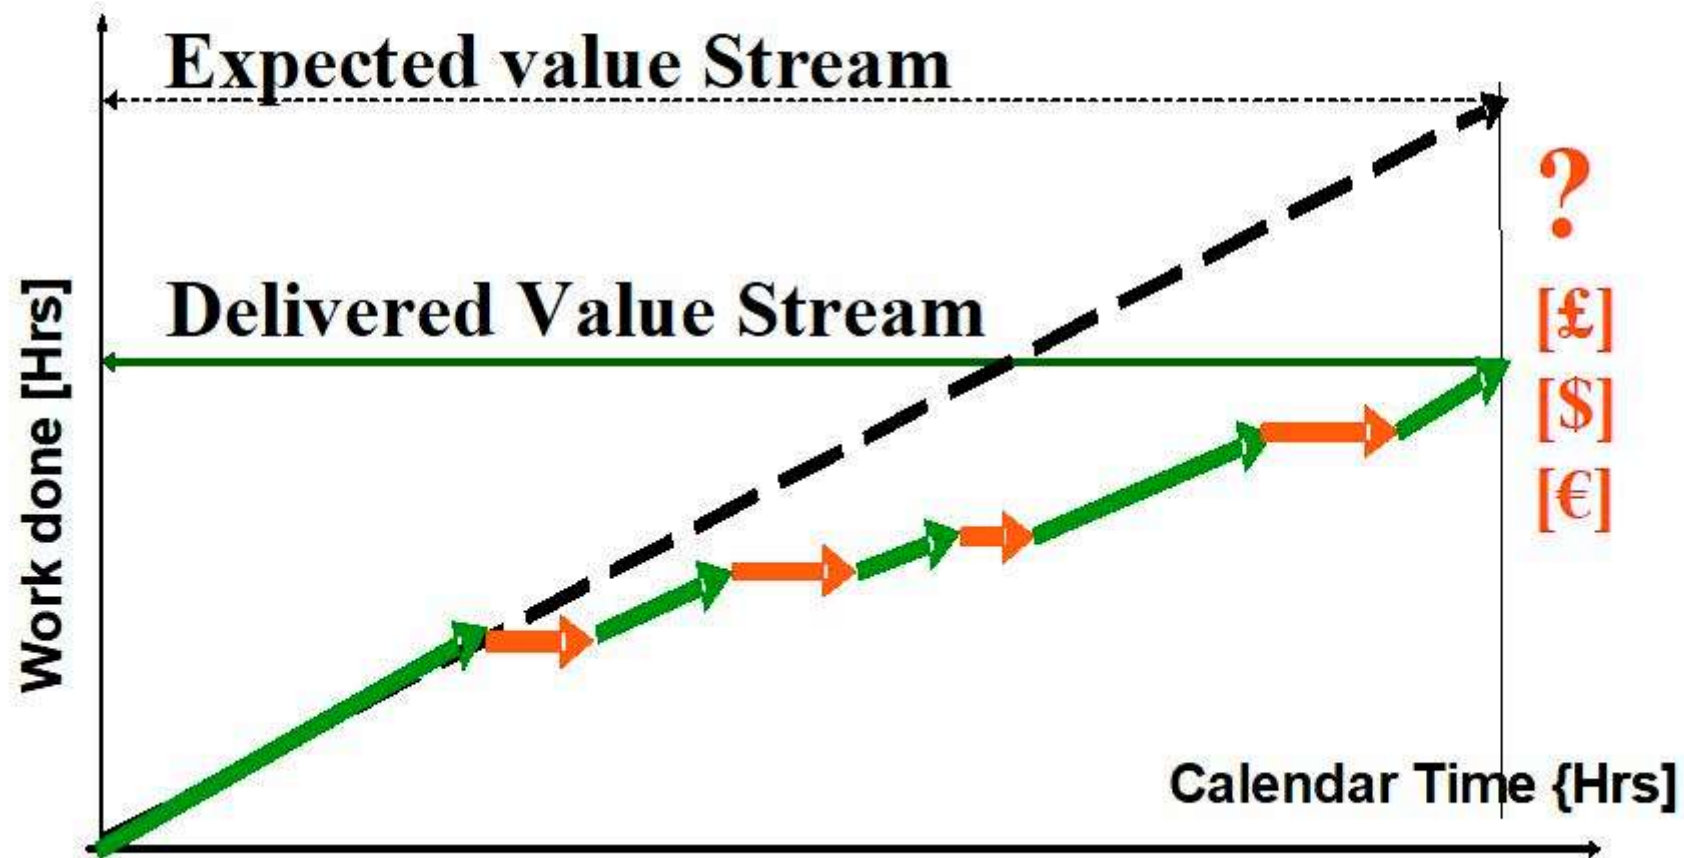 Expected value Stream
?
Delivered Value Stream
[£]
[$]
[€]
Work done [Hrs]
Calendar Time {Hrs]